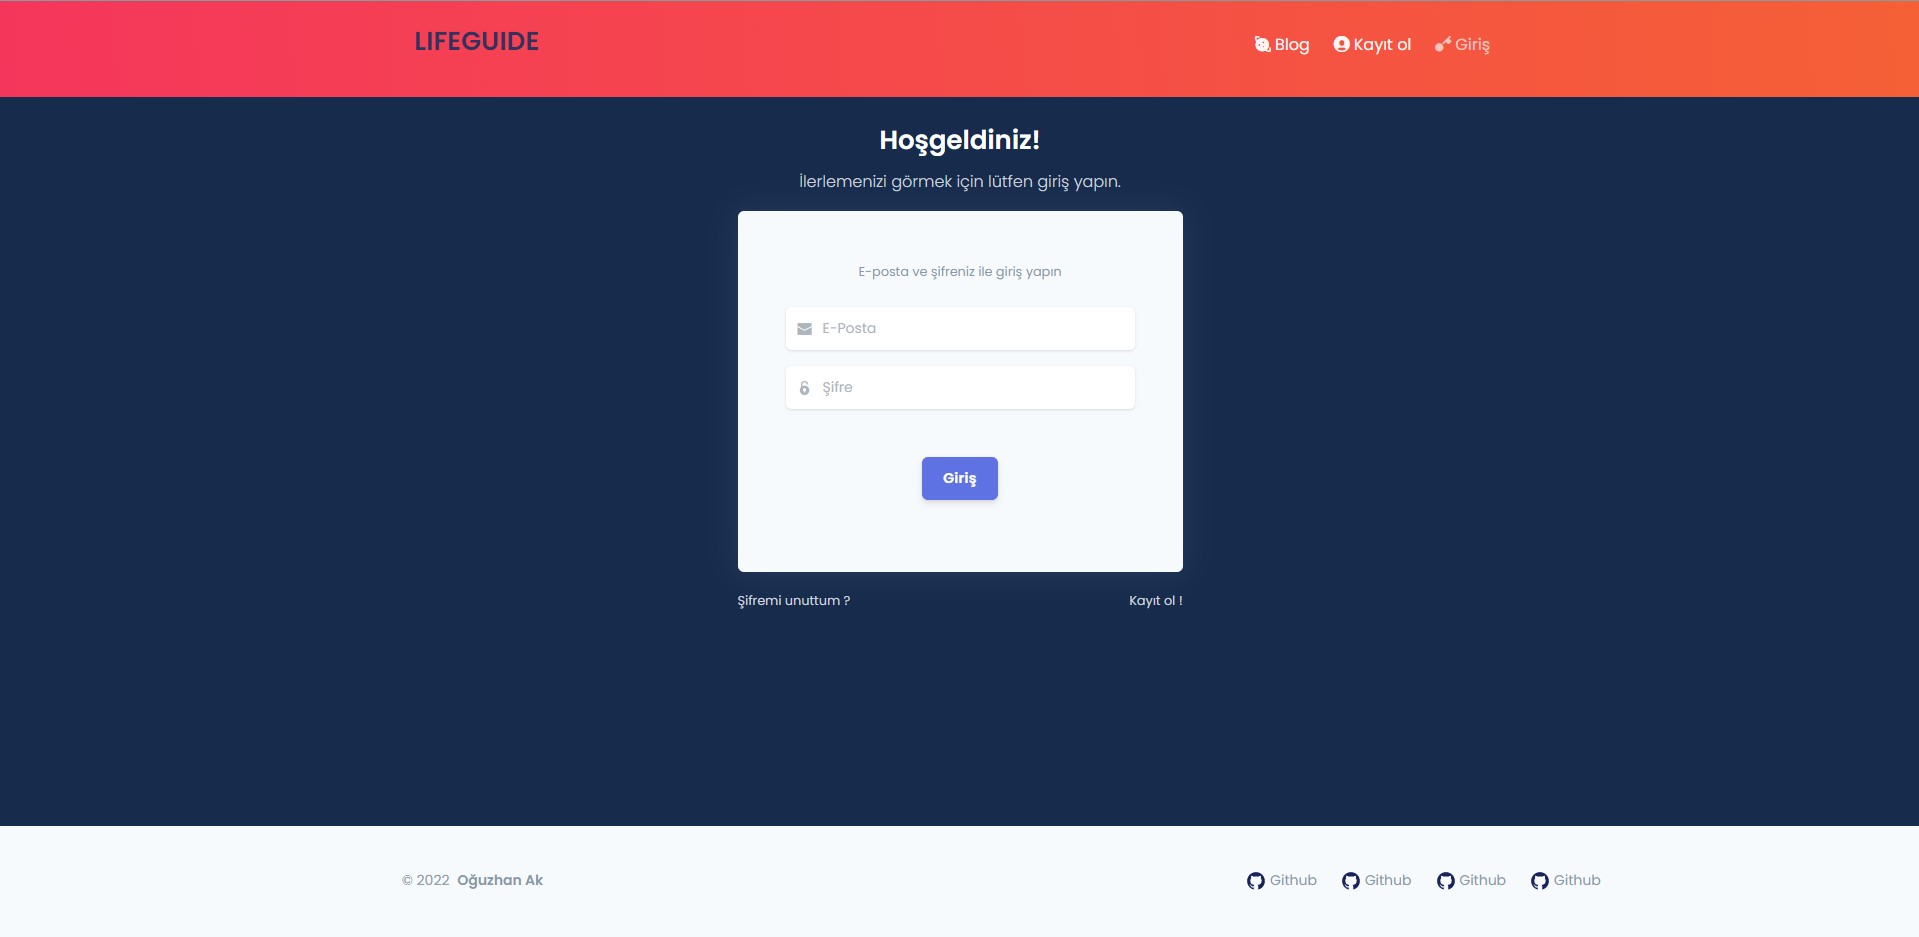 LIFEGUIDE
Blog Kayıt ol Giriş
Hoşgeldiniz!
İlerlemenizi görmek için lütfen giriş yapın.
E-posta ve şifreniz ile giriş yapın
E-Posta
Şifre
Giriş
Şifremi unuttum ? Kayıt ol !
© 2022 Oğuzhan Ak
Github Github Github Github